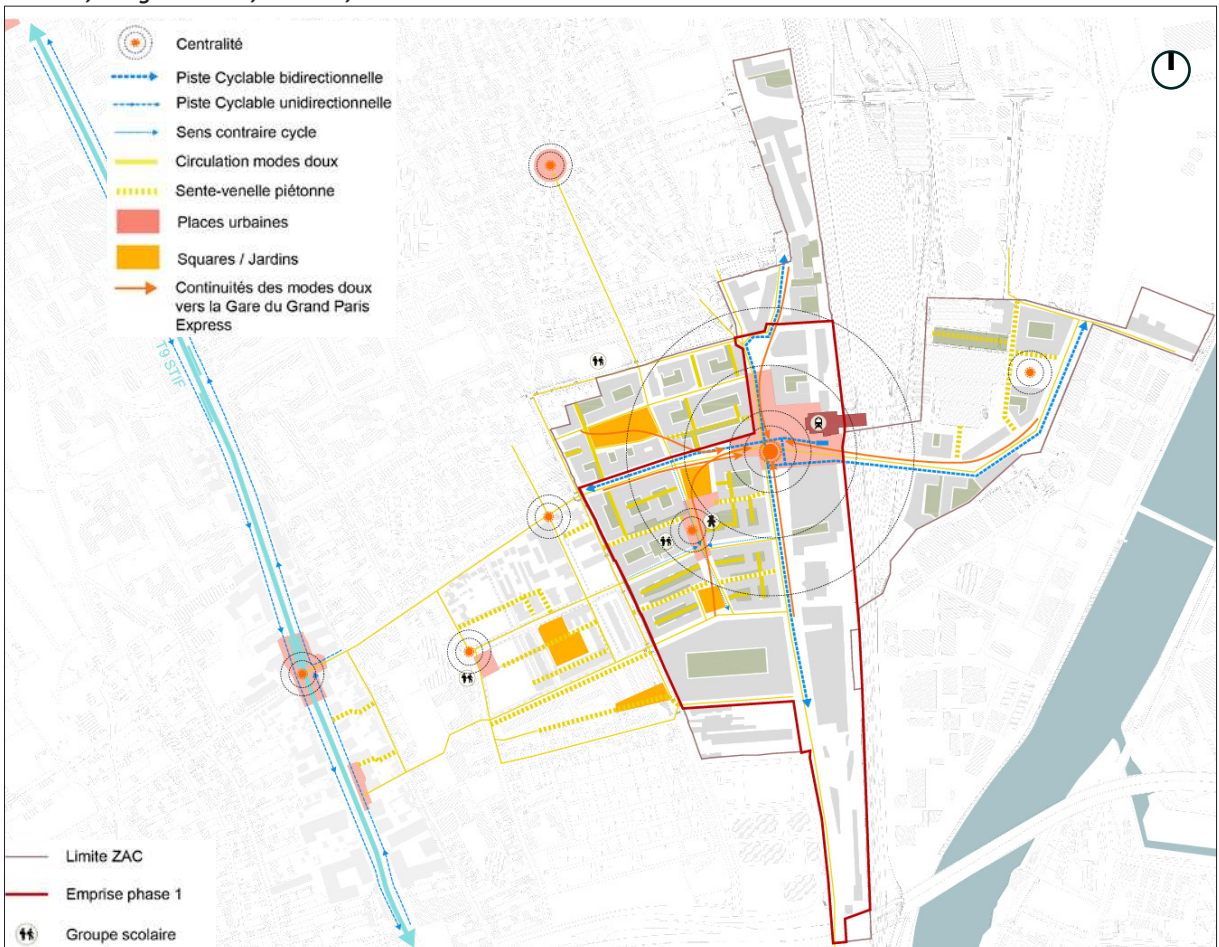 Centralité
Piste Cyclable bidirectionnelle
Piste Cyclable unidirectionnelle
Sens contraire cycle
Circulation modes doux
Sente-venelle piétonne
Places urbaines
Squares / Jardins
Continuités des modes doux
vers la Gare du Grand Paris
Express
T9 STIF
Limite ZAC
Emprise phase 1
Groupe scolaire